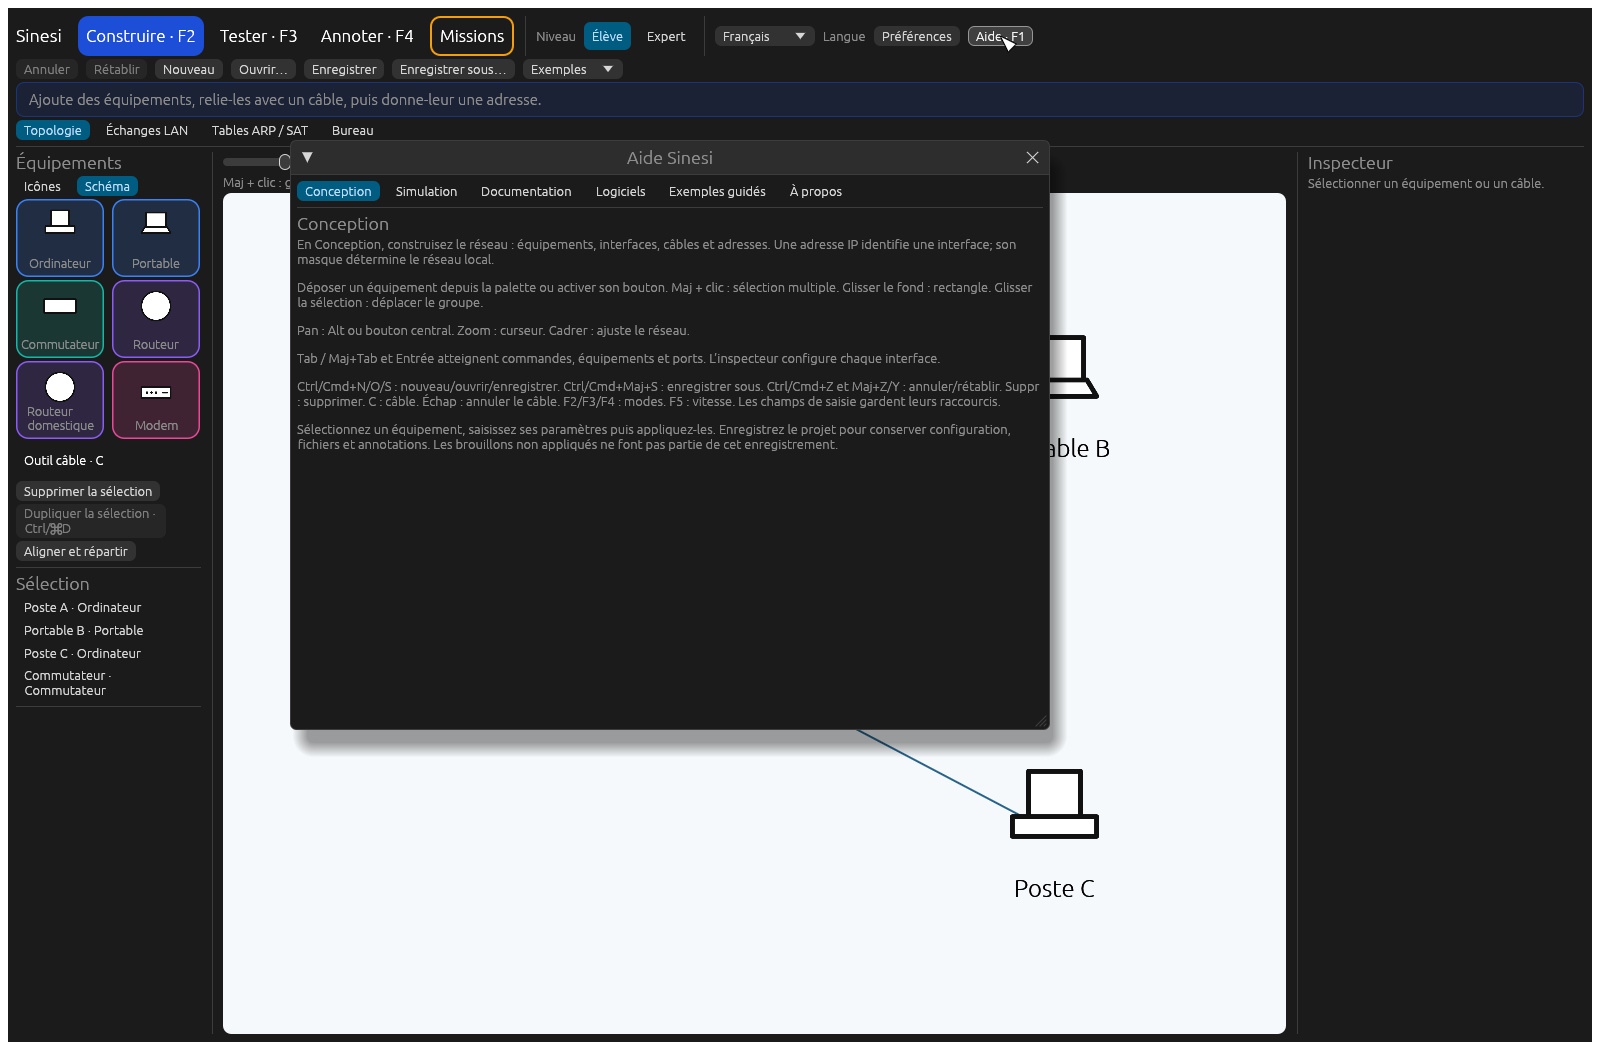 Sinesi
Construire · F2
Tester · F3
Annoter · F4
Missions
Niveau
Élève
Expert
Français
Langue
Préférences
Aide · F1
Annuler
Rétablir
Nouveau
Ouvrir…
Enregistrer
Enregistrer sous…
Exemples
Ajoute des équipements, relie-les avec un câble, puis donne-leur une adresse.
Topologie
Échanges LAN
Tables ARP / SAT
Bureau
Équipements
Icônes
Schéma
Ordinateur
Portable
Commutateur
Routeur
Routeur
domestique
Modem
Outil câble · C
Supprimer la sélection
Dupliquer la sélection ·
Ctrl/⌘D
Aligner et répartir
Sélection
Poste A · Ordinateur
Portable B · Portable
Poste C · Ordinateur
Commutateur ·
Commutateur
Maj + clic :
Aide Sinesi
Conception
Simulation
Documentation
Logiciels
Exemples guidés
À propos
Conception
En Conception, construisez le réseau : équipements, interfaces, câbles et adresses. Une adresse IP identifie une interface; son
masque détermine le réseau local.
Déposer un équipement depuis la palette ou activer son bouton. Maj + clic : sélection multiple. Glisser le fond : rectangle. Glisser
la sélection : déplacer le groupe.
Pan : Alt ou bouton central. Zoom : curseur. Cadrer : ajuste le réseau.
Tab / Maj+Tab et Entrée atteignent commandes, équipements et ports. L’inspecteur configure chaque interface.
Ctrl/Cmd+N/O/S : nouveau/ouvrir/enregistrer. Ctrl/Cmd+Maj+S : enregistrer sous. Ctrl/Cmd+Z et Maj+Z/Y : annuler/rétablir. Suppr
: supprimer. C : câble. Échap : annuler le câble. F2/F3/F4 : modes. F5 : vitesse. Les champs de saisie gardent leurs raccourcis.
Sélectionnez un équipement, saisissez ses paramètres puis appliquez-les. Enregistrez le projet pour conserver configuration,
fichiers et annotations. Les brouillons non appliqués ne font pas partie de cet enregistrement.
able B
Poste C
Inspecteur
Sélectionner un équipement ou un câble.